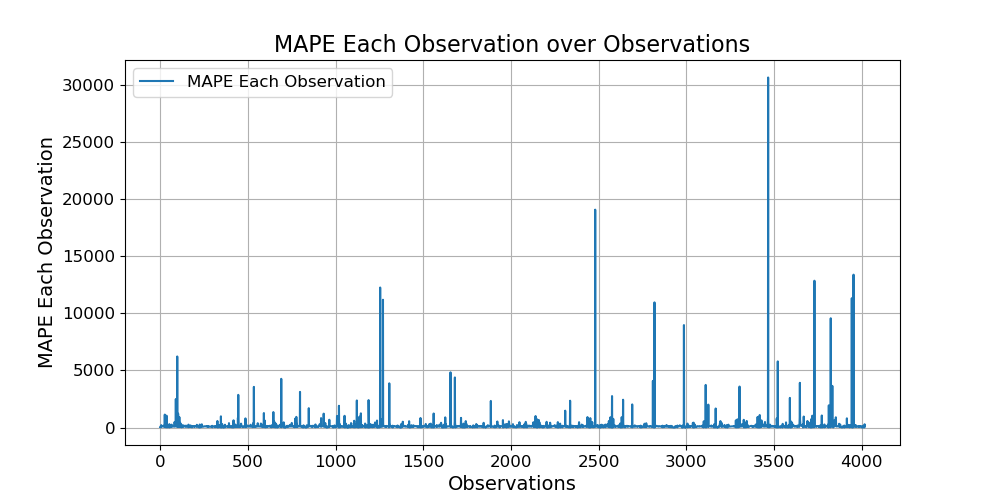 MAPE Each Observation over Observations
MAPE Each Observation
MAPE Each Observation
30000
25000
20000
15000
10000
5000
0
0 500 1000 1500 2000 2500 3000 3500 4000
Observations